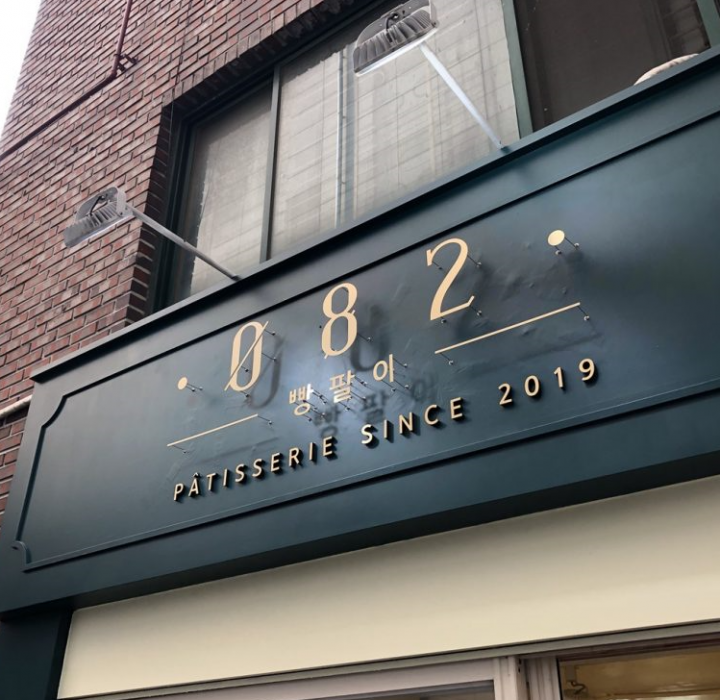 · 082 ·
빵팔이
PÂTISSERIE SINCE 2019